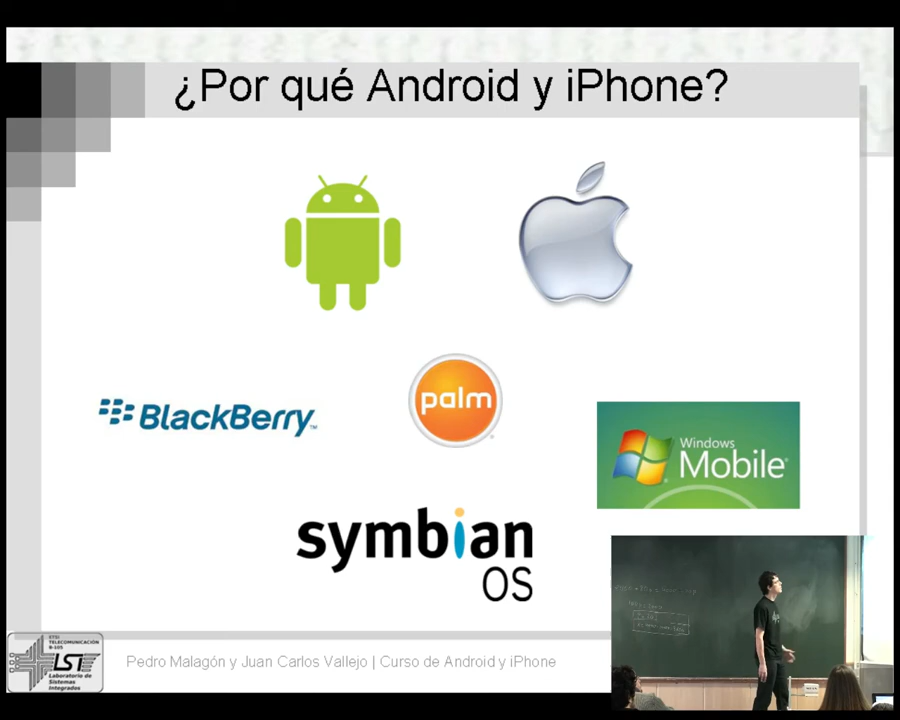 ¿Por qué Android y iPhone?
BlackBerry™
palm
Windows
Mobile
symbian
OS
ETSI
TELECOMUNICACIÓN
B-105
LST
Laboratorio de
Sistemas
Integrados
Pedro Malagón y Juan Carlos Vallejo | Curso de Android y iPhone